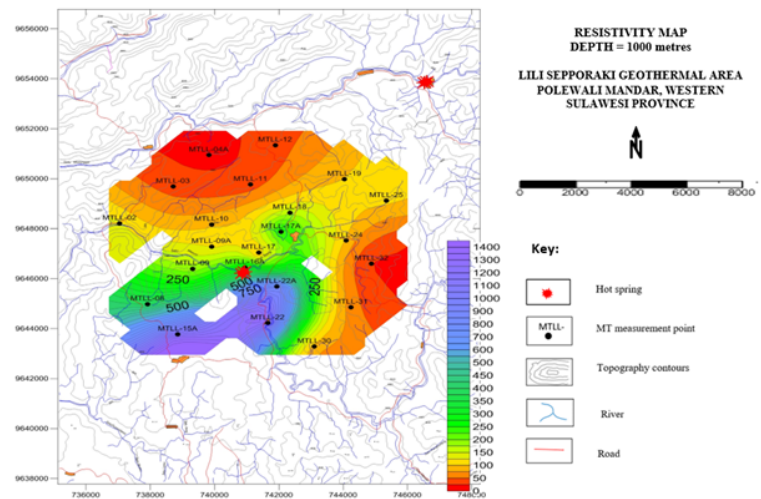 RESISTIVITY MAP
DEPTH = 1000 metres
LILI SEPPORAKI GEOTHERMAL AREA
POLEWALI MANDAR, WESTERN
SULAWESI PROVINCE
N
0 2000 4000 6000 8000
Key:
Hot spring
MTLL-
MT measurement point
Topography contours
River
Road
9656000
9654000
9652000
9650000
9648000
9646000
9644000
9642000
9640000
9638000
736000 738000 740000 742000 744000 746000 748000
MTLL-12
MTLL-04A
MTLL-03
MTLL-11
MTLL-19
MTLL-25
MTLL-18
MTLL-02
MTLL-10
MTLL-17A
MTLL-24
MTLL-09A
MTLL-17
MTLL-09
MTLL-16A
MTLL-32
250
500
750
MTLL-22A
250
MTLL-08
500
MTLL-31
MTLL-22
MTLL-15A
MTLL-30
1400
1300
1200
1100
1000
900
800
700
600
500
450
400
350
300
250
200
150
100
50
0